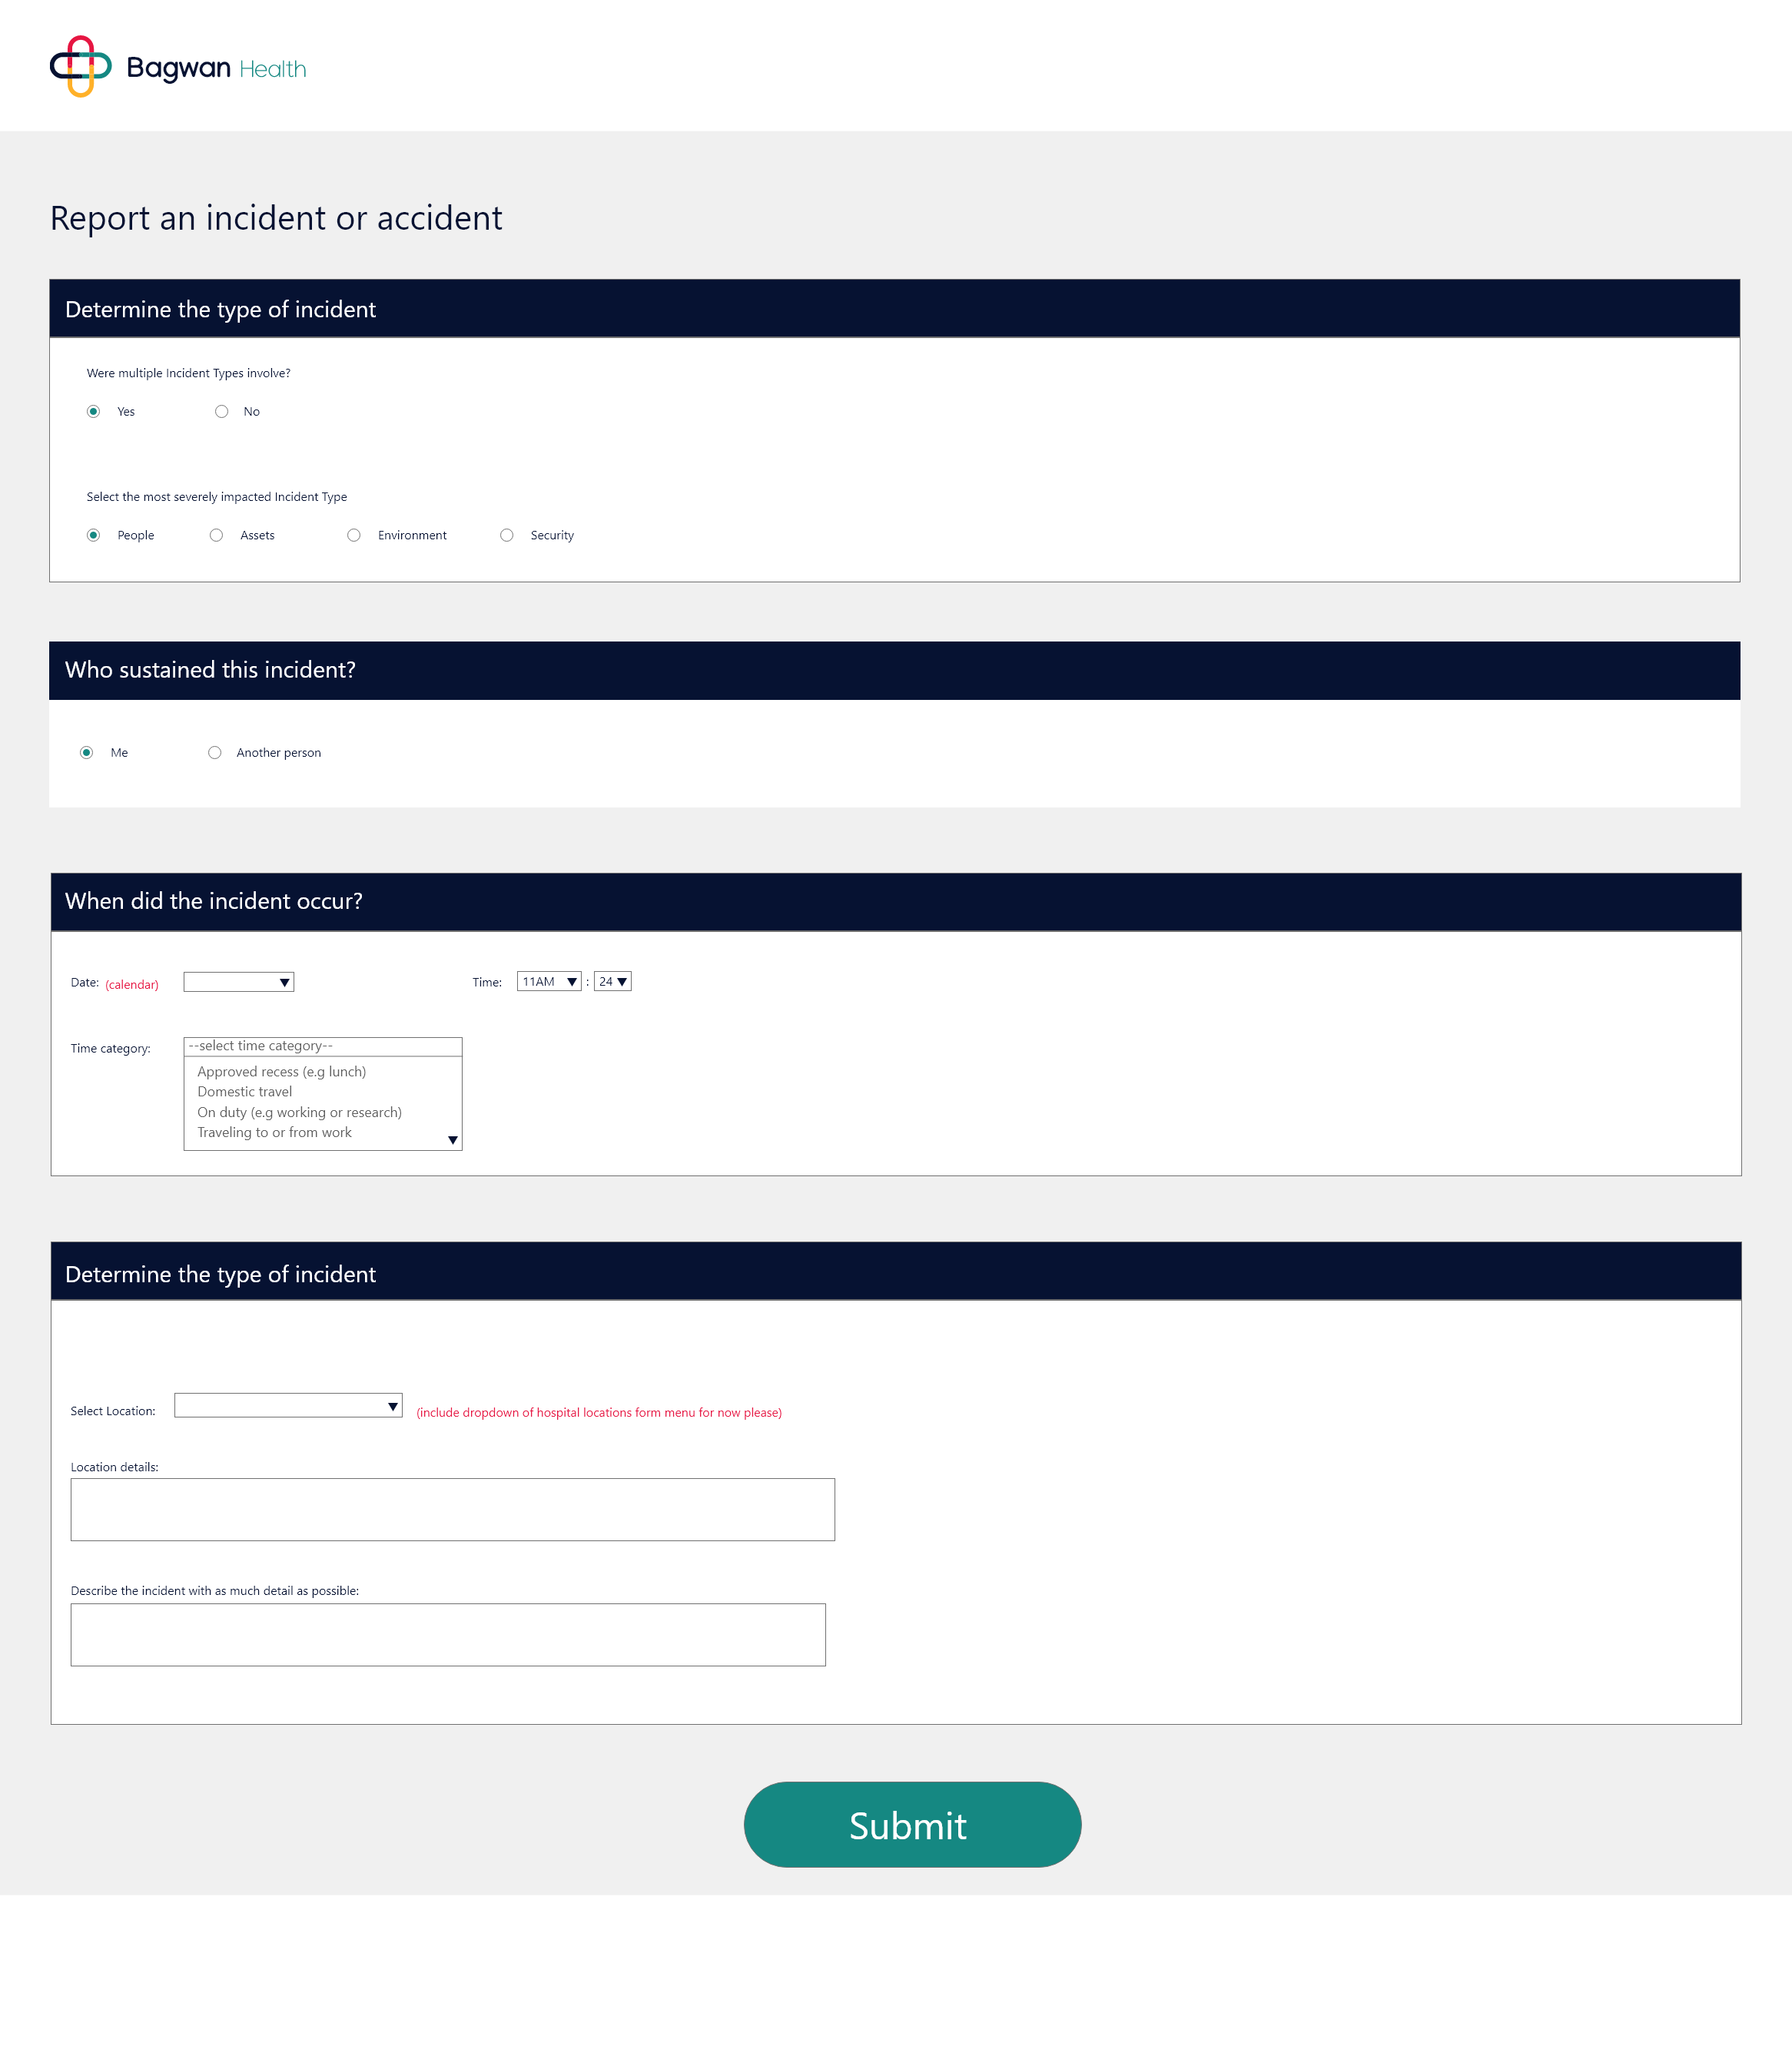 Bagwan Health
Report an incident or accident
Determine the type of incident
Were multiple Incident Types involve?
Yes No
Select the most severely impacted Incident Type
People Assets Environment Security
Who sustained this incident?
Me Another person
When did the incident occur?
Date: (calendar) Time: 11AM : 24
Time category: --select time category--
Approved recess (e.g lunch)
Domestic travel
On duty (e.g working or research)
Traveling to or from work
Determine the type of incident
Select Location: (include dropdown of hospital locations form menu for now please)
Location details:
Describe the incident with as much detail as possible:
Submit